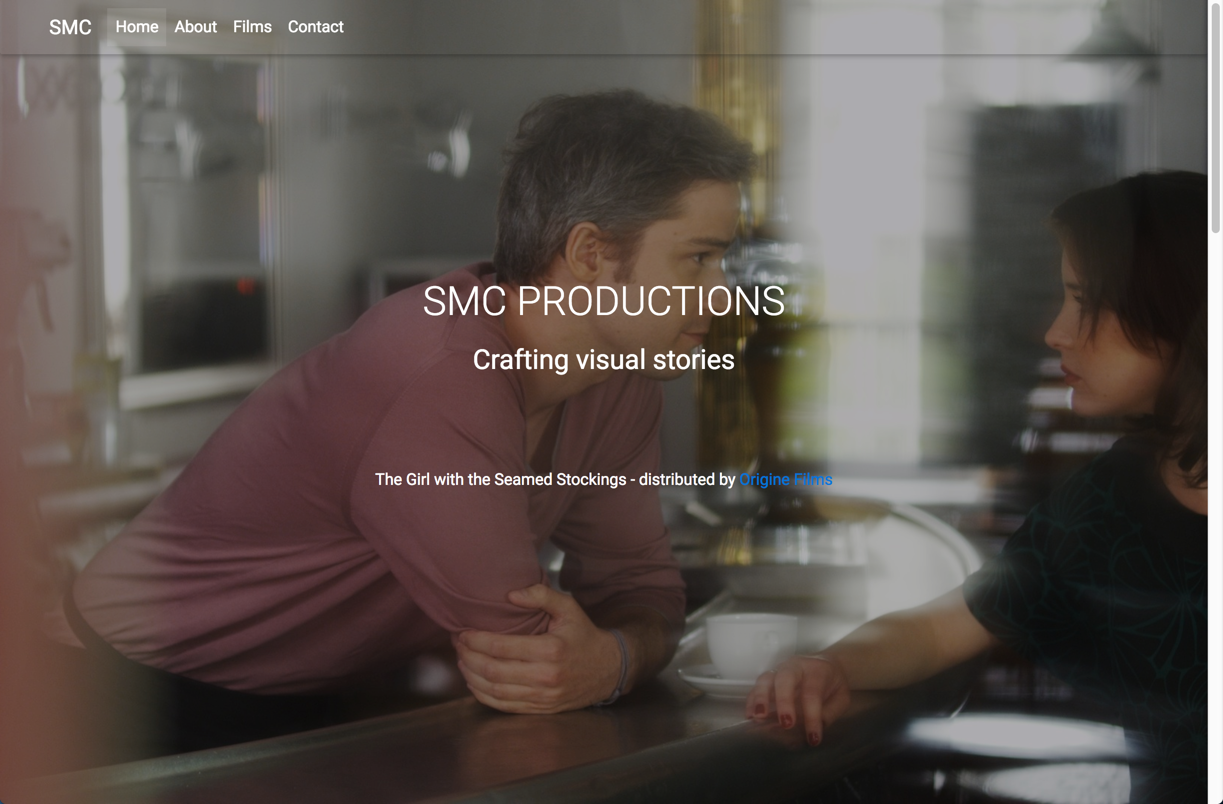 SMC Home About Films Contact
SMC PRODUCTIONS
Crafting visual stories
The Girl with the Seamed Stockings - distributed by Origine Films